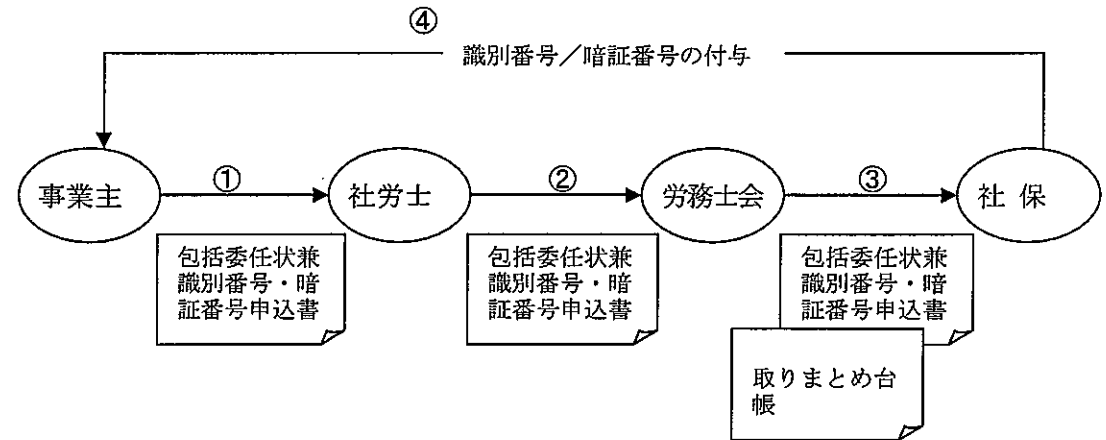 ④
識別番号／暗証番号の付与
事業主
①
社労士
②
労務士会
③
社 保
包括委任状兼
識別番号・暗
証番号申込書
包括委任状兼
識別番号・暗
証番号申込書
包括委任状兼
識別番号・暗
証番号申込書
取りまとめ台
帳